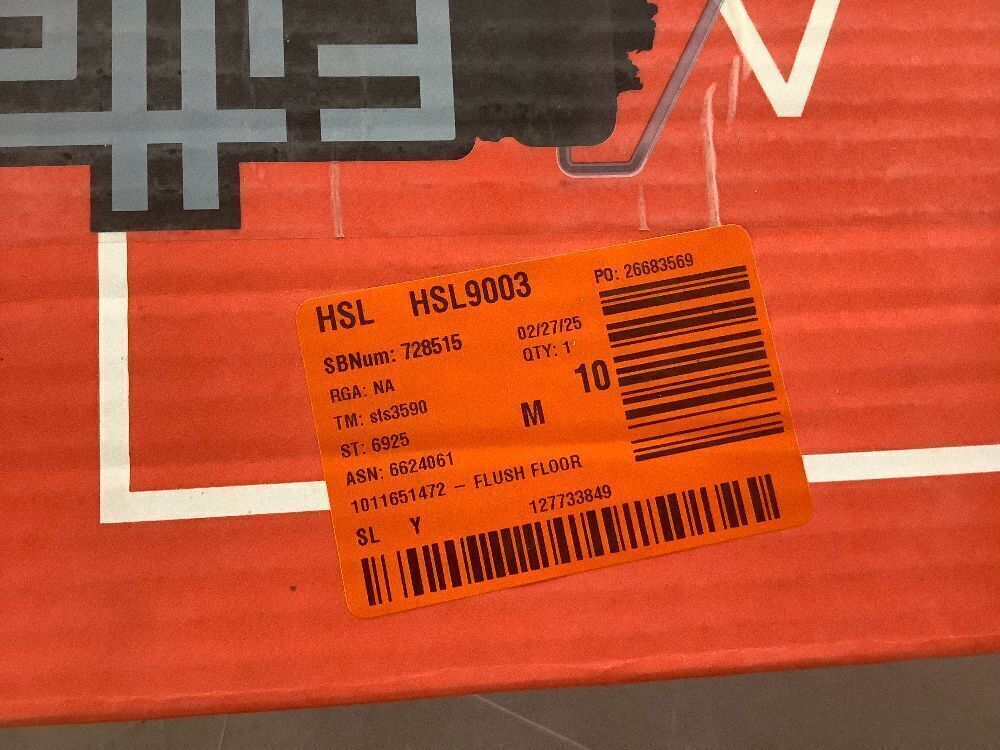 HSL HSL9003
PO: 26683569
SBNum: 728515
02/27/25
RGA: NA
QTY: 1
TM: sts3590
M
10
ST: 6925
ASN: 6624061
1011651472 - FLUSH FLOOR
SL Y
127733849